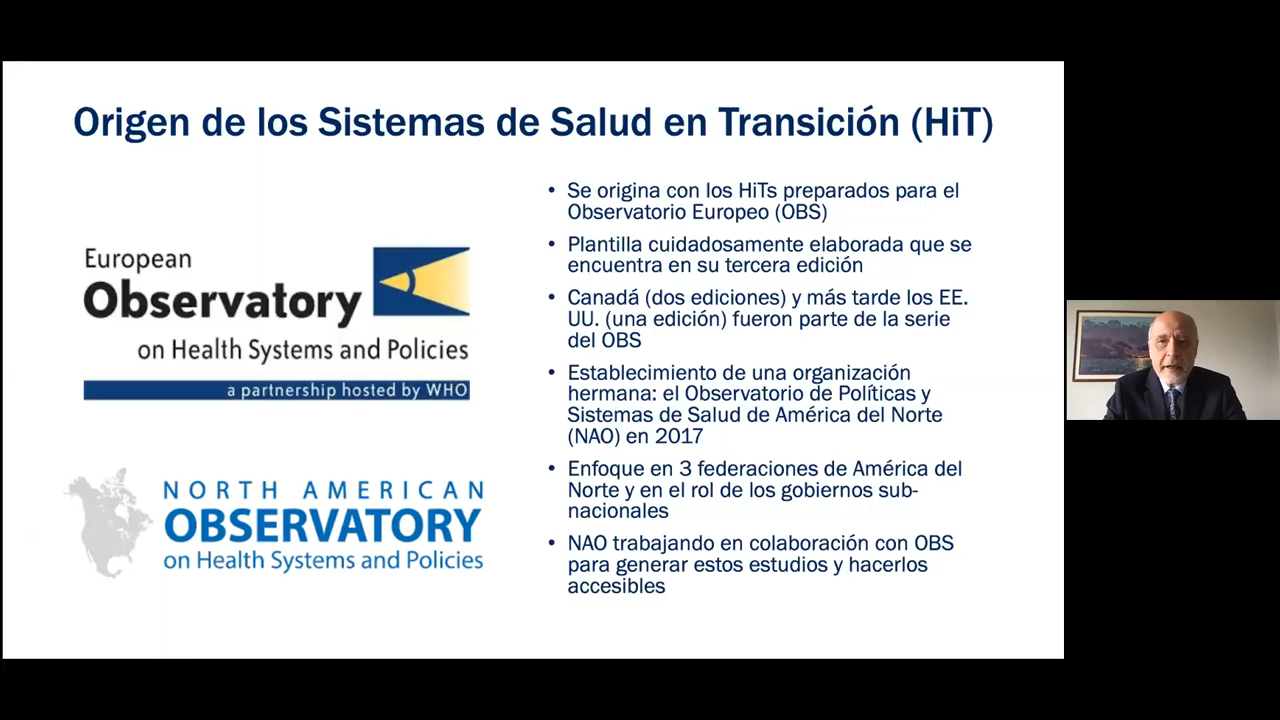 Origen de los Sistemas de Salud en Transición (HiT)
European
Observatory
on Health Systems and Policies
a partnership hosted by WHO
NORTH AMERICAN
OBSERVATORY
on Health Systems and Policies
• Se origina con los HiTs preparados para el
Observatorio Europeo (OBS)
• Plantilla cuidadosamente elaborada que se
encuentra en su tercera edición
• Canadá (dos ediciones) y más tarde los EE.
UU. (una edición) fueron parte de la serie
del OBS
• Establecimiento de una organización
hermana: el Observatorio de Políticas y
Sistemas de Salud de América del Norte
(NAO) en 2017
• Enfoque en 3 federaciones de América del
Norte y en el rol de los gobiernos sub-
nacionales
• NAO trabajando en colaboración con OBS
para generar estos estudios y hacerlos
accesibles